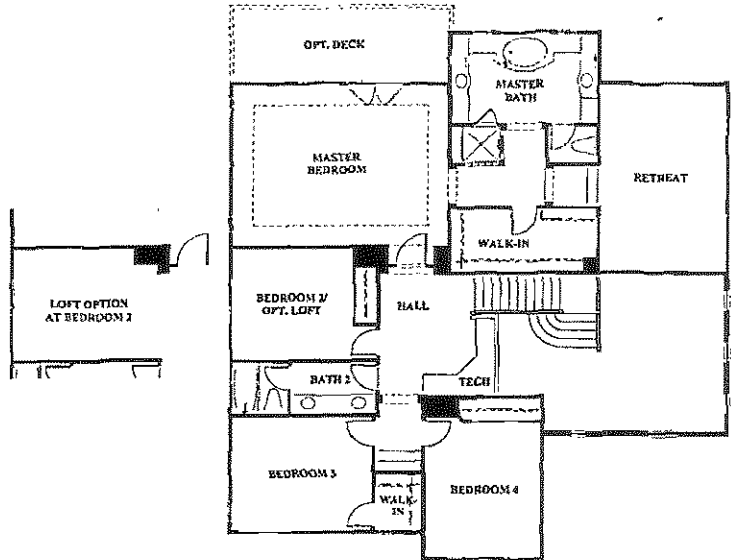 OPT. DECK
MASTER
BATH
MASTER
BEDROOM
RETREAT
WALK-IN
LOFT OPTION
AT BEDROOM 2
BEDROOM 2/
OPT. LOFT
HALL
BATH 2
TECH
BEDROOM 3
WALK
IN
BEDROOM 4